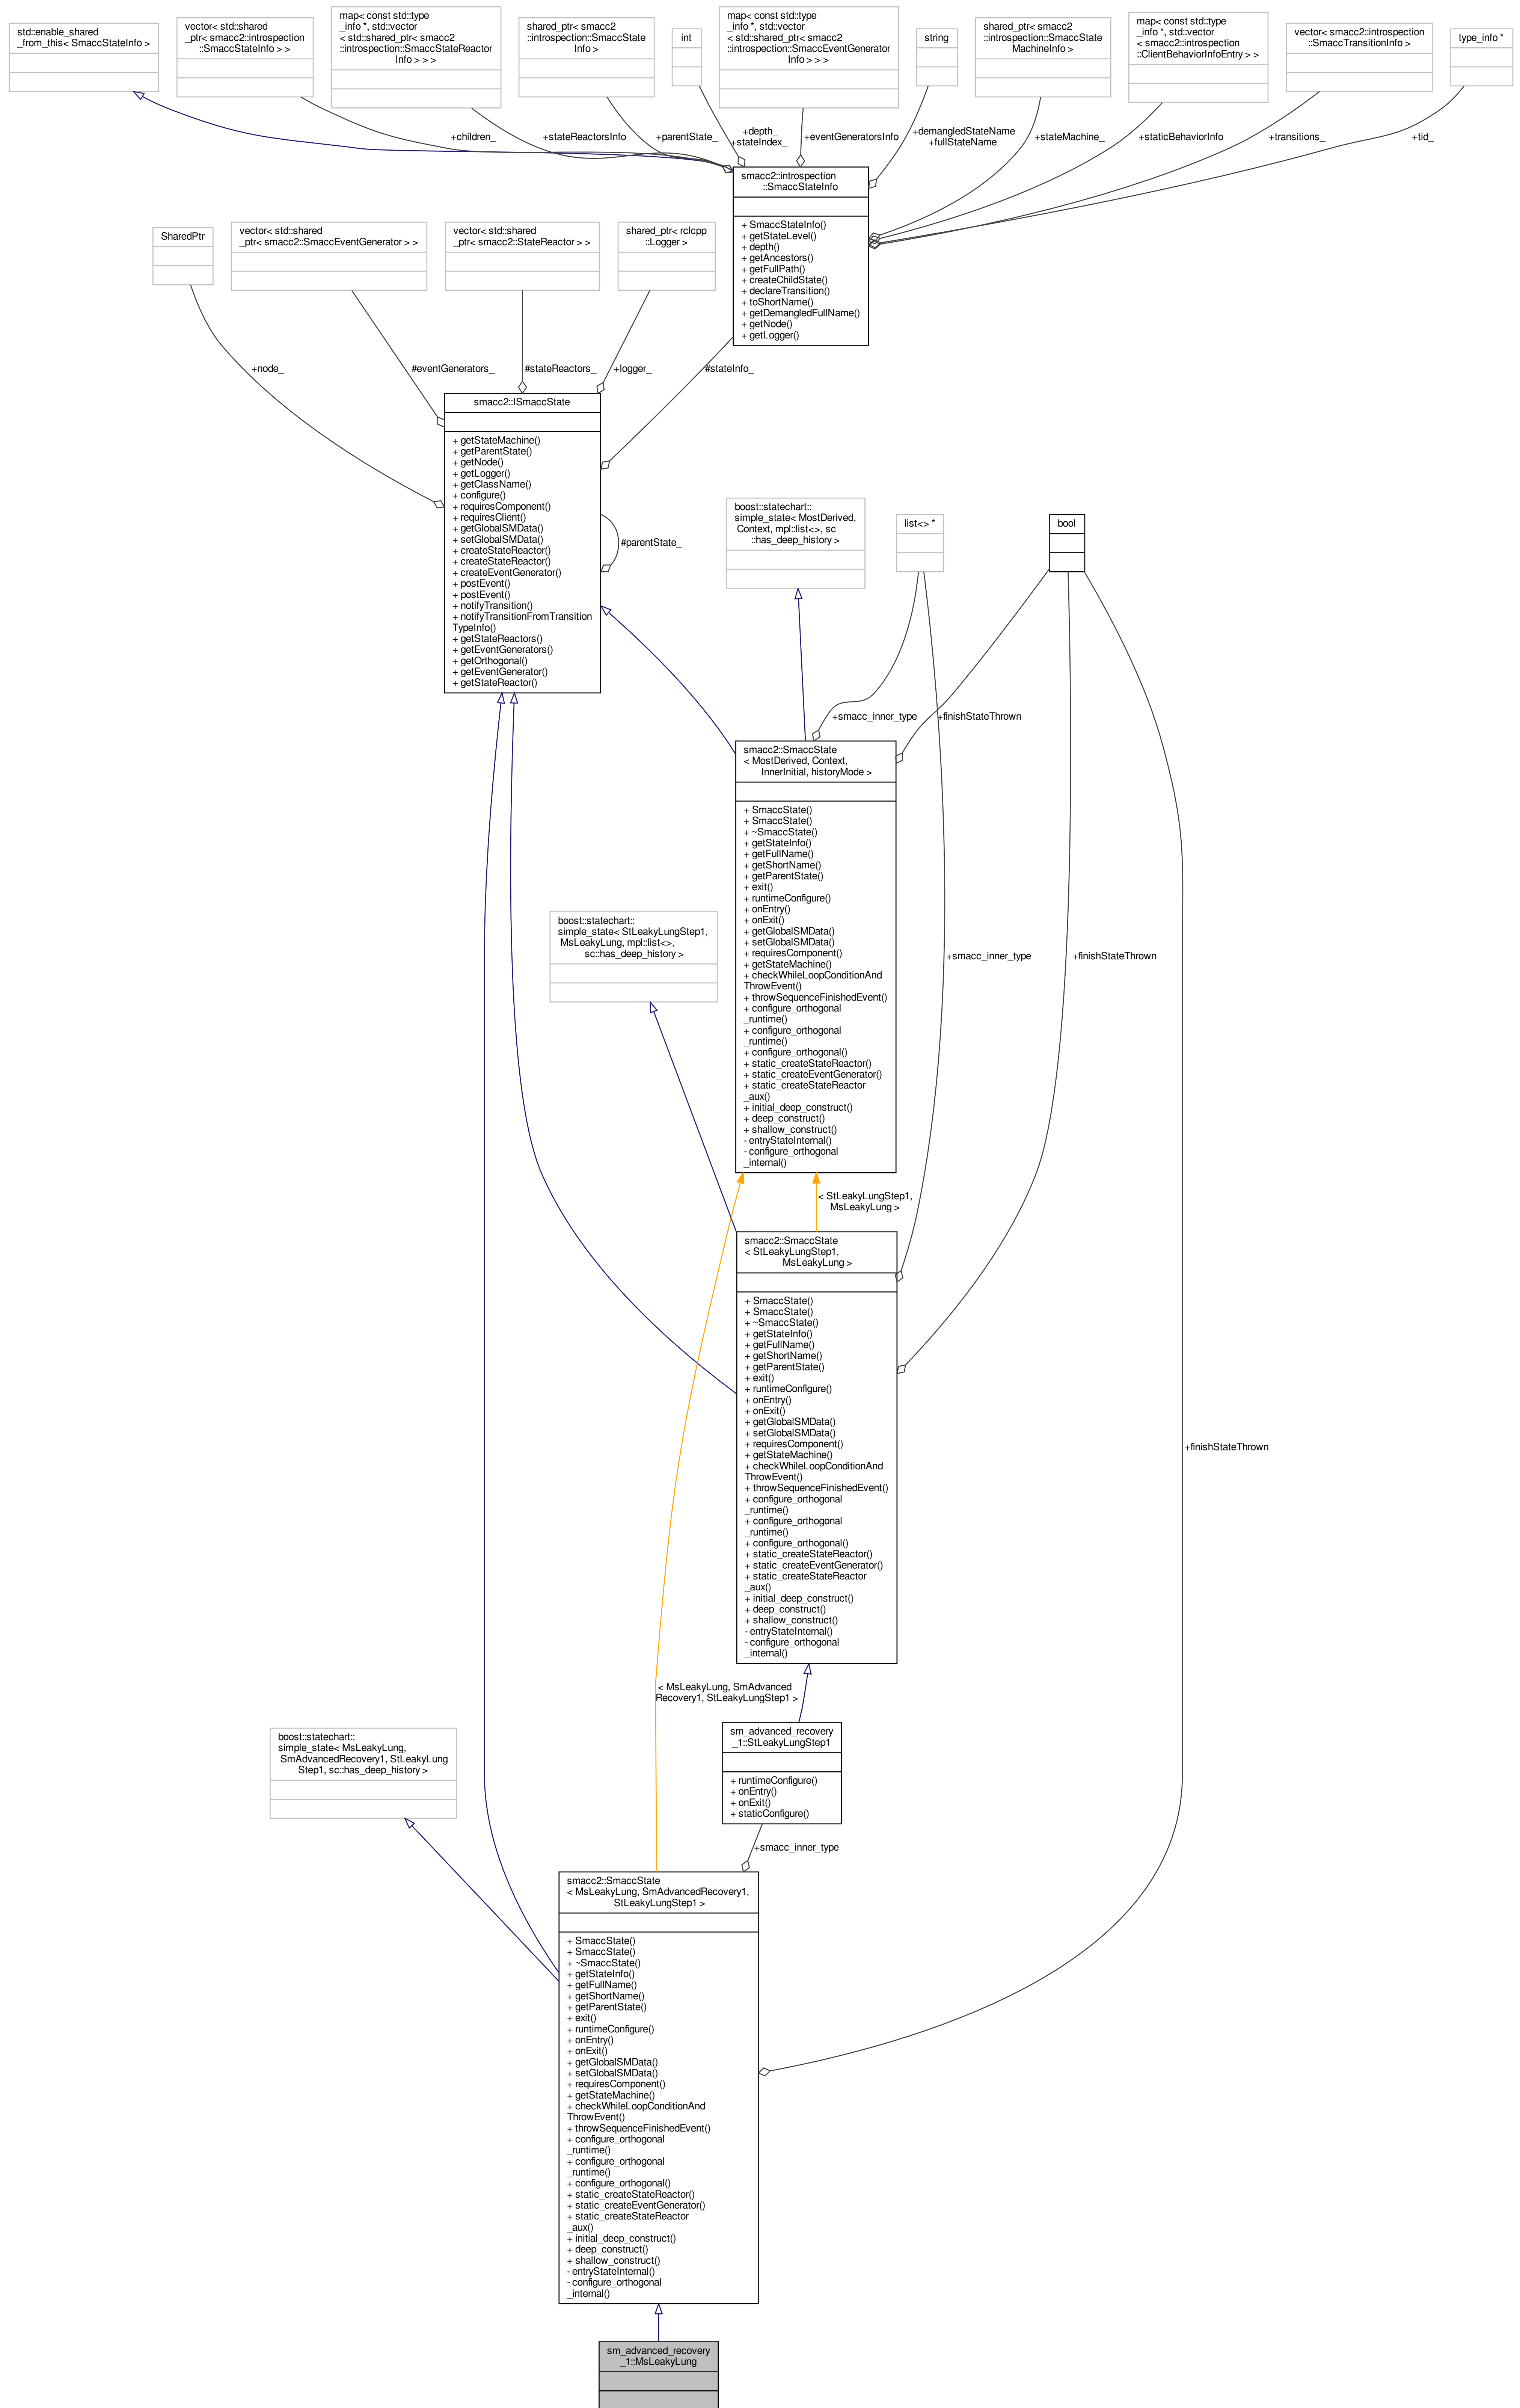 std::enable_shared
_from_this< SmaccStateInfo >
vector< std::shared
_ptr< smacc2::introspection
::SmaccStateInfo > >
map< const std::type
_info *, std::vector
< std::shared_ptr< smacc2
::introspection::SmaccStateReactor
Info > > >
shared_ptr< smacc2
::introspection::SmaccState
Info >
int
map< const std::type
_info *, std::vector
< std::shared_ptr< smacc2
::introspection::SmaccEventGenerator
Info > > >
string
shared_ptr< smacc2
::introspection::SmaccState
MachineInfo >
map< const std::type
_info *, std::vector
< smacc2::introspection
::ClientBehaviorInfoEntry > >
vector< smacc2::introspection
::SmaccTransitionInfo >
type_info *
+children_
+stateReactorsInfo
+parentState_
+depth_
+stateIndex_
+eventGeneratorsInfo
+demangledStateName
+fullStateName
+stateMachine_
+staticBehaviorInfo
+transitions_
+tid_
smacc2::introspection
::SmaccStateInfo
+ SmaccStateInfo()
+ getStateLevel()
+ depth()
+ getAncestors()
+ getFullPath()
+ createChildState()
+ declareTransition()
+ toShortName()
+ getDemangledFullName()
+ getNode()
+ getLogger()
SharedPtr
vector< std::shared
_ptr< smacc2::SmaccEventGenerator > >
vector< std::shared
_ptr< smacc2::StateReactor > >
shared_ptr< rclcpp
::Logger >
+node_
#eventGenerators_
#stateReactors_
+logger_
#stateInfo_
smacc2::ISmaccState
+ getStateMachine()
+ getParentState()
+ getNode()
+ getLogger()
+ getClassName()
+ configure()
+ requiresComponent()
+ requiresClient()
+ getGlobalSMData()
+ setGlobalSMData()
+ createStateReactor()
+ createStateReactor()
+ createEventGenerator()
+ postEvent()
+ postEvent()
+ notifyTransition()
+ notifyTransitionFromTransition
TypeInfo()
+ getStateReactors()
+ getEventGenerators()
+ getOrthogonal()
+ getEventGenerator()
+ getStateReactor()
#parentState_
boost::statechart::
simple_state< MostDerived,
Context, mpl::list<>, sc
::has_deep_history >
list<> *
bool
+smacc_inner_type
+finishStateThrown
smacc2::SmaccState
< MostDerived, Context,
InnerInitial, historyMode >
+ SmaccState()
+ SmaccState()
+ ~SmaccState()
+ getStateInfo()
+ getFullName()
+ getShortName()
+ getParentState()
+ exit()
+ runtimeConfigure()
+ onEntry()
+ onExit()
+ getGlobalSMData()
+ setGlobalSMData()
+ requiresComponent()
+ getStateMachine()
+ checkWhileLoopConditionAnd
ThrowEvent()
+ throwSequenceFinishedEvent()
+ configure_orthogonal
_runtime()
+ configure_orthogonal
_runtime()
+ configure_orthogonal()
+ static_createStateReactor()
+ static_createEventGenerator()
+ static_createStateReactor
_aux()
+ initial_deep_construct()
+ deep_construct()
+ shallow_construct()
- entryStateInternal()
- configure_orthogonal
_internal()
boost::statechart::
simple_state< StLeakyLungStep1,
MsLeakyLung, mpl::list<>,
sc::has_deep_history >
+smacc_inner_type
+finishStateThrown
< StLeakyLungStep1,
MsLeakyLung >
smacc2::SmaccState
< StLeakyLungStep1,
MsLeakyLung >
+ SmaccState()
+ SmaccState()
+ ~SmaccState()
+ getStateInfo()
+ getFullName()
+ getShortName()
+ getParentState()
+ exit()
+ runtimeConfigure()
+ onEntry()
+ onExit()
+ getGlobalSMData()
+ setGlobalSMData()
+ requiresComponent()
+ getStateMachine()
+ checkWhileLoopConditionAnd
ThrowEvent()
+ throwSequenceFinishedEvent()
+ configure_orthogonal
_runtime()
+ configure_orthogonal
_runtime()
+ configure_orthogonal()
+ static_createStateReactor()
+ static_createEventGenerator()
+ static_createStateReactor
_aux()
+ initial_deep_construct()
+ deep_construct()
+ shallow_construct()
- entryStateInternal()
- configure_orthogonal
_internal()
+finishStateThrown
< MsLeakyLung, SmAdvanced
Recovery1, StLeakyLungStep1 >
boost::statechart::
simple_state< MsLeakyLung,
SmAdvancedRecovery1, StLeakyLung
Step1, sc::has_deep_history >
sm_advanced_recovery
_1::StLeakyLungStep1
+ runtimeConfigure()
+ onEntry()
+ onExit()
+ staticConfigure()
+smacc_inner_type
smacc2::SmaccState
< MsLeakyLung, SmAdvancedRecovery1,
StLeakyLungStep1 >
+ SmaccState()
+ SmaccState()
+ ~SmaccState()
+ getStateInfo()
+ getFullName()
+ getShortName()
+ getParentState()
+ exit()
+ runtimeConfigure()
+ onEntry()
+ onExit()
+ getGlobalSMData()
+ setGlobalSMData()
+ requiresComponent()
+ getStateMachine()
+ checkWhileLoopConditionAnd
ThrowEvent()
+ throwSequenceFinishedEvent()
+ configure_orthogonal
_runtime()
+ configure_orthogonal
_runtime()
+ configure_orthogonal()
+ static_createStateReactor()
+ static_createEventGenerator()
+ static_createStateReactor
_aux()
+ initial_deep_construct()
+ deep_construct()
+ shallow_construct()
- entryStateInternal()
- configure_orthogonal
_internal()
sm_advanced_recovery
_1::MsLeakyLung